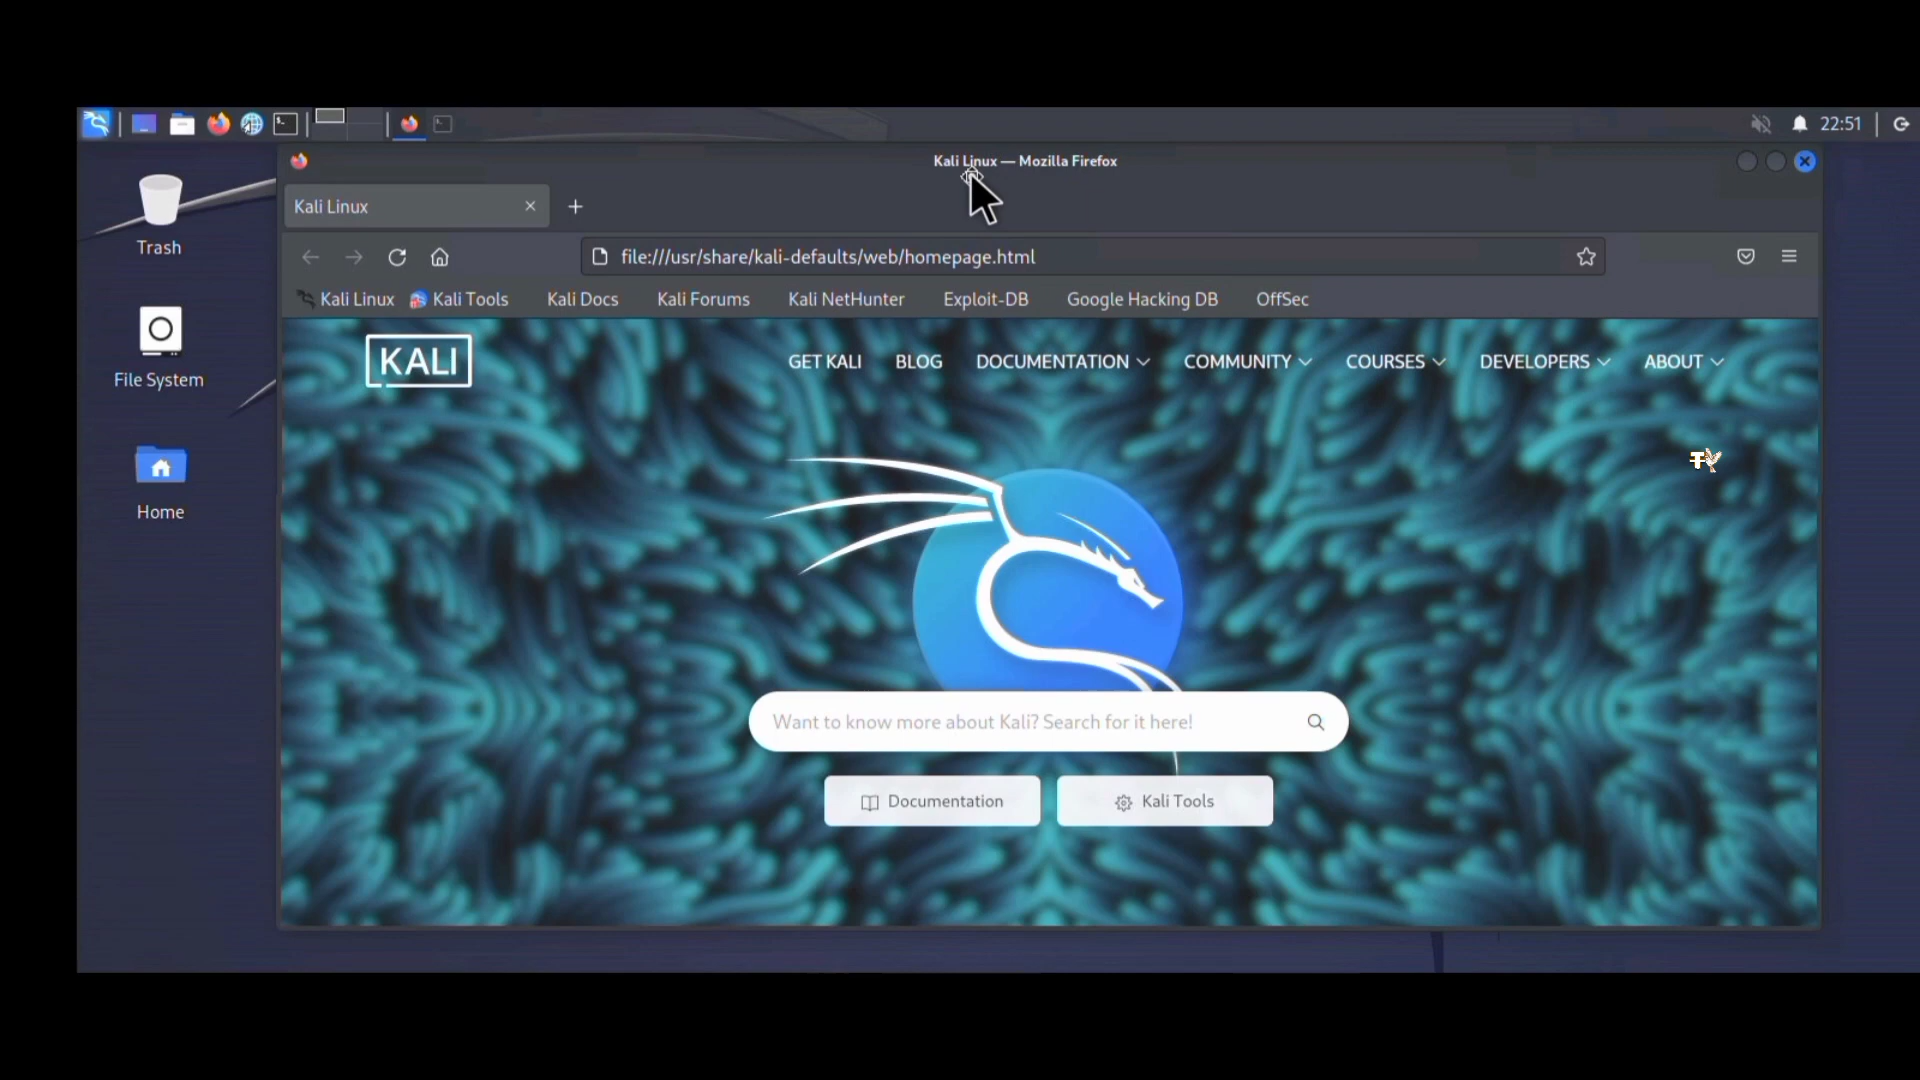 22:51
Kali Linux — Mozilla Firefox
Kali Linux
file:///usr/share/kali-defaults/web/homepage.html
Kali Linux Kali Tools Kali Docs Kali Forums Kali NetHunter Exploit-DB Google Hacking DB OffSec
KALI GET KALI BLOG DOCUMENTATION COMMUNITY COURSES DEVELOPERS ABOUT
Trash
File System
Home
Want to know more about Kali? Search for it here!
Documentation Kali Tools